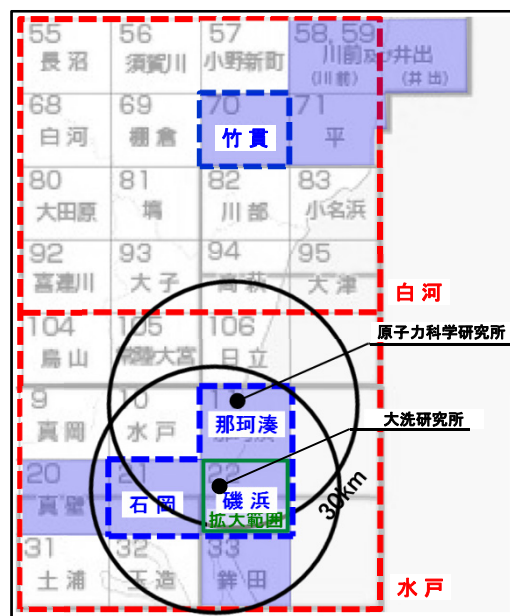 55 56 57 58, 59
長沼 須賀川 小野新町 川前及び井出
(川前) (井出)
68 69 70 71
白河 棚倉 竹貫 平
80 81 82 83
大田原 塙 川部 小名浜
92 93 94 95
喜連川 大子 高萩 大津
白河
104 105 106
烏山 常陸大宮 日立
原子力科学研究所
9 10 11
真岡 水戸 那珂湊
大洗研究所
20 21 22
真壁 石岡 磯浜
拡大範囲
30km
31 32 33
土浦 玉造 鉾田
水戸